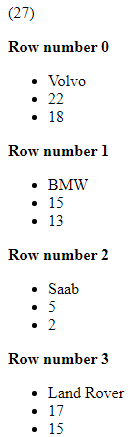 (27)
Row number 0
Volvo
22
18
Row number 1
BMW
15
13
Row number 2
Saab
5
2
Row number 3
Land Rover
17
15